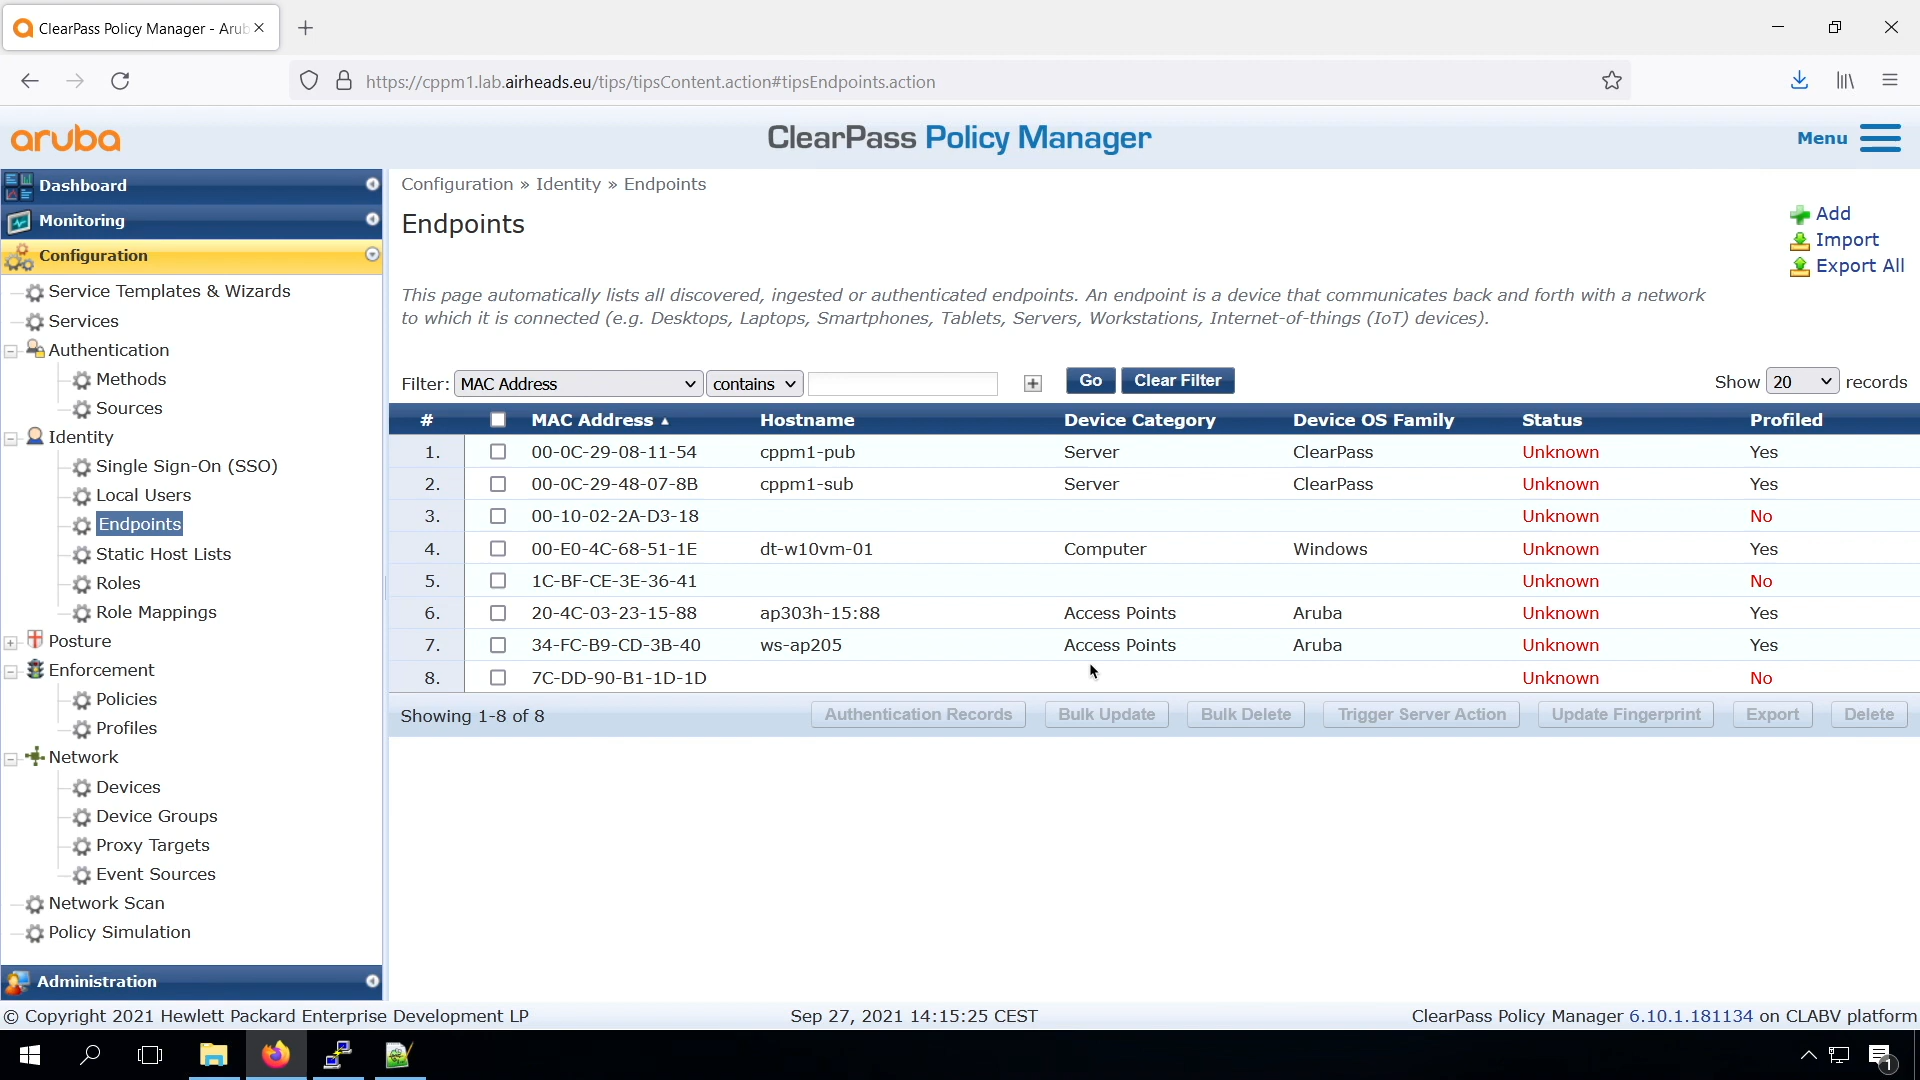 ClearPass Policy Manager - Arub
https://cppm1.lab.airheads.eu/tips/tipsContent.action#tipsEndpoints.action
aruba
ClearPass Policy Manager
Menu
Dashboard
Monitoring
Configuration
Service Templates & Wizards
Services
Authentication
Methods
Sources
Identity
Single Sign-On (SSO)
Local Users
Endpoints
Static Host Lists
Roles
Role Mappings
Posture
Enforcement
Policies
Profiles
Network
Devices
Device Groups
Proxy Targets
Event Sources
Network Scan
Policy Simulation
Administration
Configuration » Identity » Endpoints
Endpoints
Add
Import
Export All
This page automatically lists all discovered, ingested or authenticated endpoints. An endpoint is a device that communicates back and forth with a network
to which it is connected (e.g. Desktops, Laptops, Smartphones, Tablets, Servers, Workstations, Internet-of-things (IoT) devices).
Filter: MAC Address contains Go Clear Filter Show 20 records
# MAC Address Hostname Device Category Device OS Family Status Profiled
1. 00-0C-29-08-11-54 cppm1-pub Server ClearPass Unknown Yes
2. 00-0C-29-48-07-8B cppm1-sub Server ClearPass Unknown Yes
3. 00-10-02-2A-D3-18 Unknown No
4. 00-E0-4C-68-51-1E dt-w10vm-01 Computer Windows Unknown Yes
5. 1C-BF-CE-3E-36-41 Unknown No
6. 20-4C-03-23-15-88 ap303h-15:88 Access Points Aruba Unknown Yes
7. 34-FC-B9-CD-3B-40 ws-ap205 Access Points Aruba Unknown Yes
8. 7C-DD-90-B1-1D-1D Unknown No
Showing 1-8 of 8 Authentication Records Bulk Update Bulk Delete Trigger Server Action Update Fingerprint Export Delete
© Copyright 2021 Hewlett Packard Enterprise Development LP Sep 27, 2021 14:15:25 CEST ClearPass Policy Manager 6.10.1.181134 on CLABV platform
1